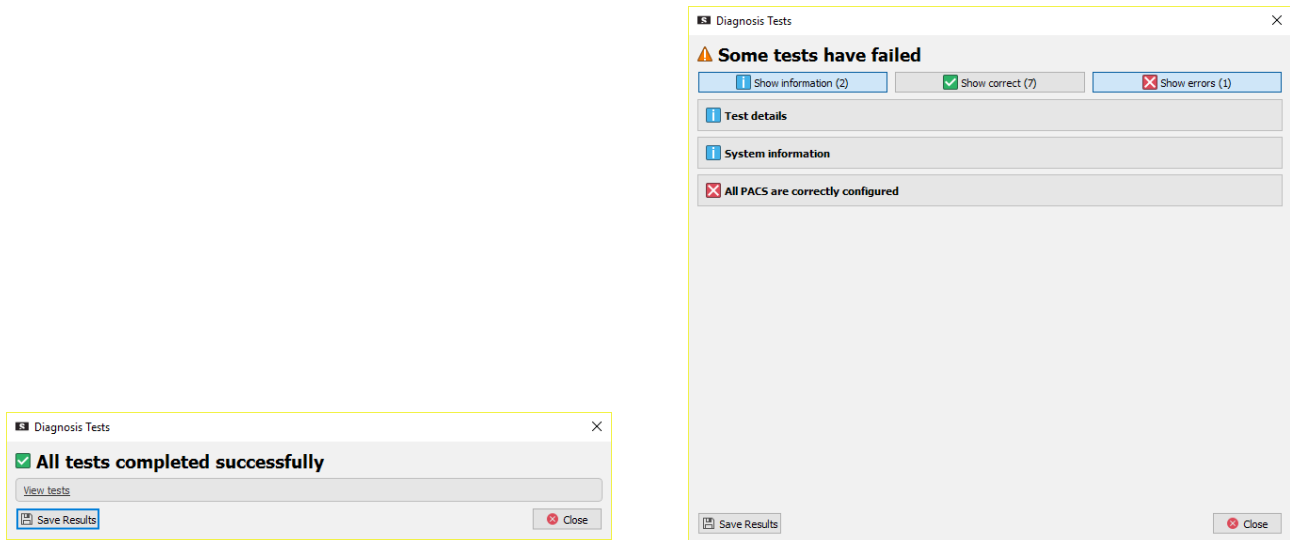 Diagnosis Tests
All tests completed successfully
View tests
Save Results Close
S Diagnosis Tests
Some tests have failed
Show information (2) Show correct (7) Show errors (1)
Test details
System information
All PACS are correctly configured
Save Results Close